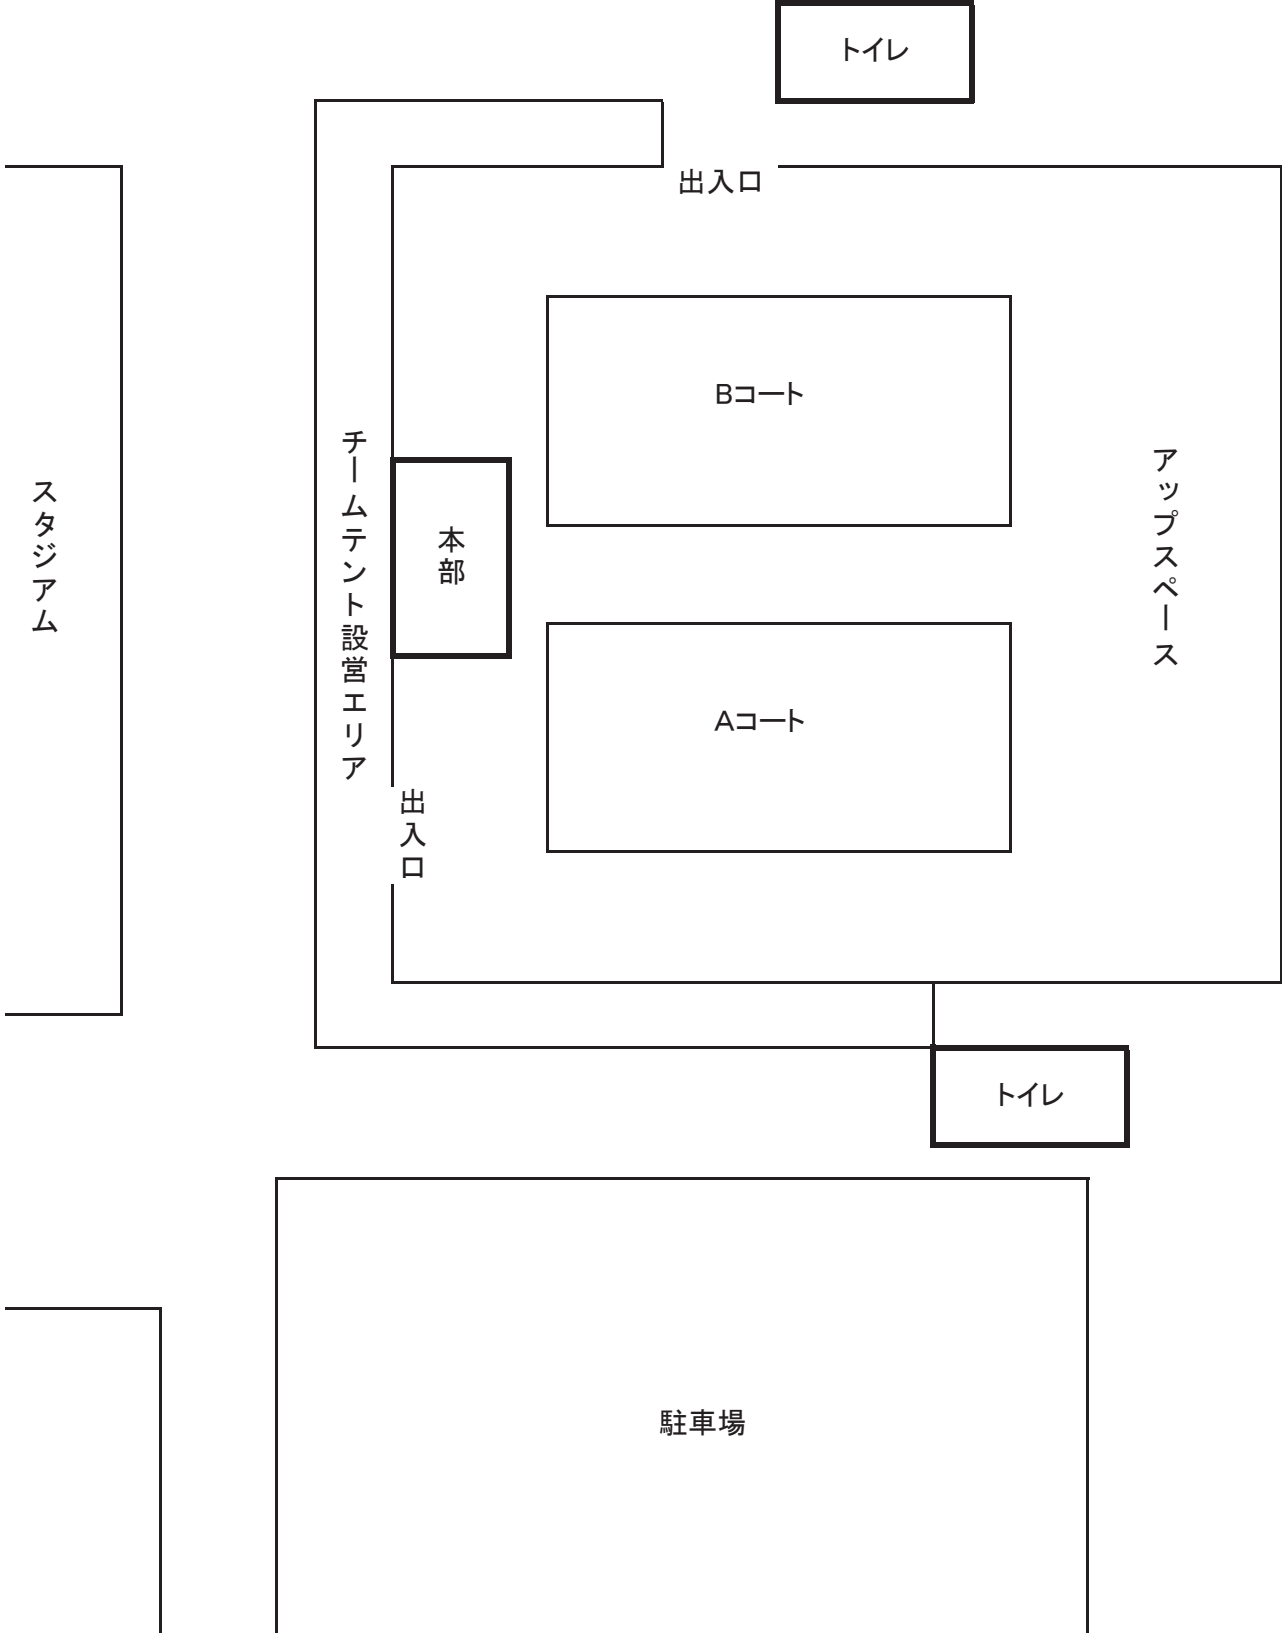 トイレ
出入口
Bコート
チームテント設営エリア
アップスペース
スタジアム
本部
Aコート
出入口
トイレ
駐車場